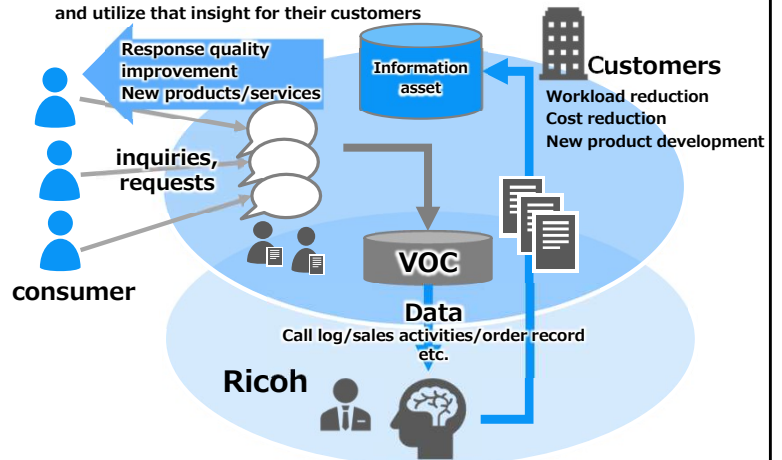 and utilize that insight for their customers
Response quality
improvement
New products/services
Information
asset
Customers
Workload reduction
Cost reduction
New product development
inquiries,
requests
consumer
VOC
Data
Call log/sales activities/order record
etc.
Ricoh